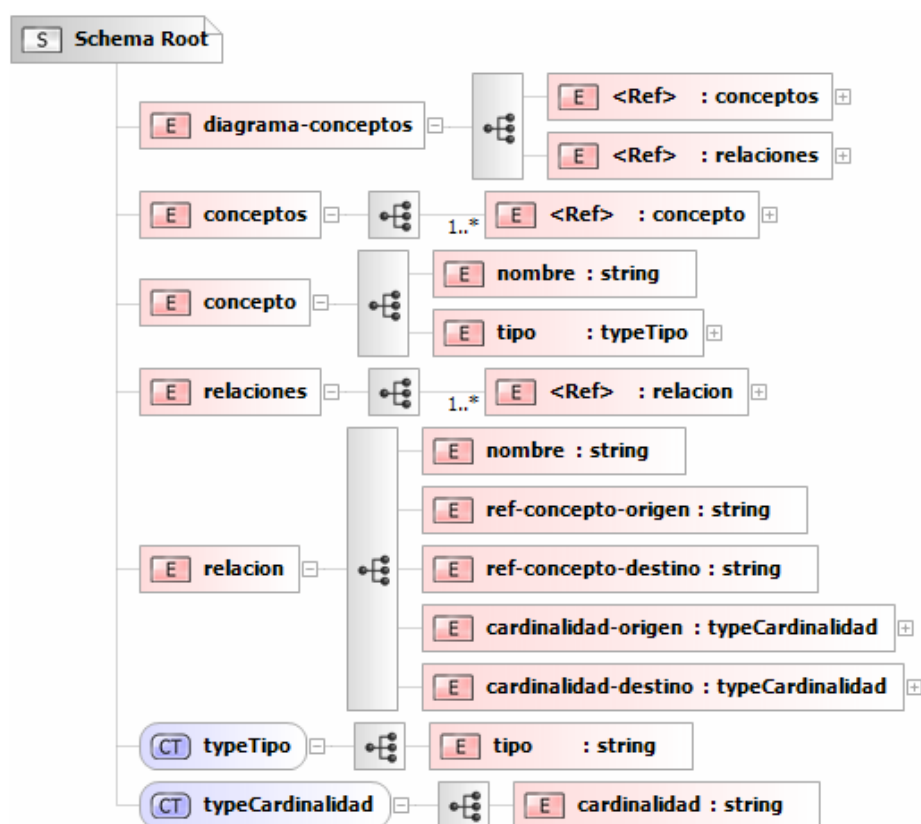 S Schema Root
E <Ref> : conceptos
E diagrama-conceptos
E <Ref> : relaciones
E conceptos 1..* E <Ref> : concepto
E nombre : string
E concepto
E tipo : typeTipo
E relaciones 1..* E <Ref> : relacion
E nombre : string
E ref-concepto-origen : string
E relacion E ref-concepto-destino : string
E cardinalidad-origen : typeCardinalidad
E cardinalidad-destino : typeCardinalidad
CT typeTipo E tipo : string
CT typeCardinalidad E cardinalidad : string